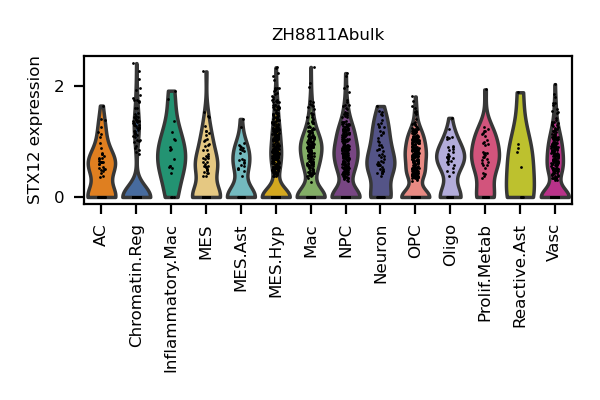 ZH8811Abulk
STX12 expression
2
0
AC
Chromatin.Reg
Inflammatory.Mac
MES
MES.Ast
MES.Hyp
Mac
NPC
Neuron
OPC
Oligo
Prolif.Metab
Reactive.Ast
Vasc